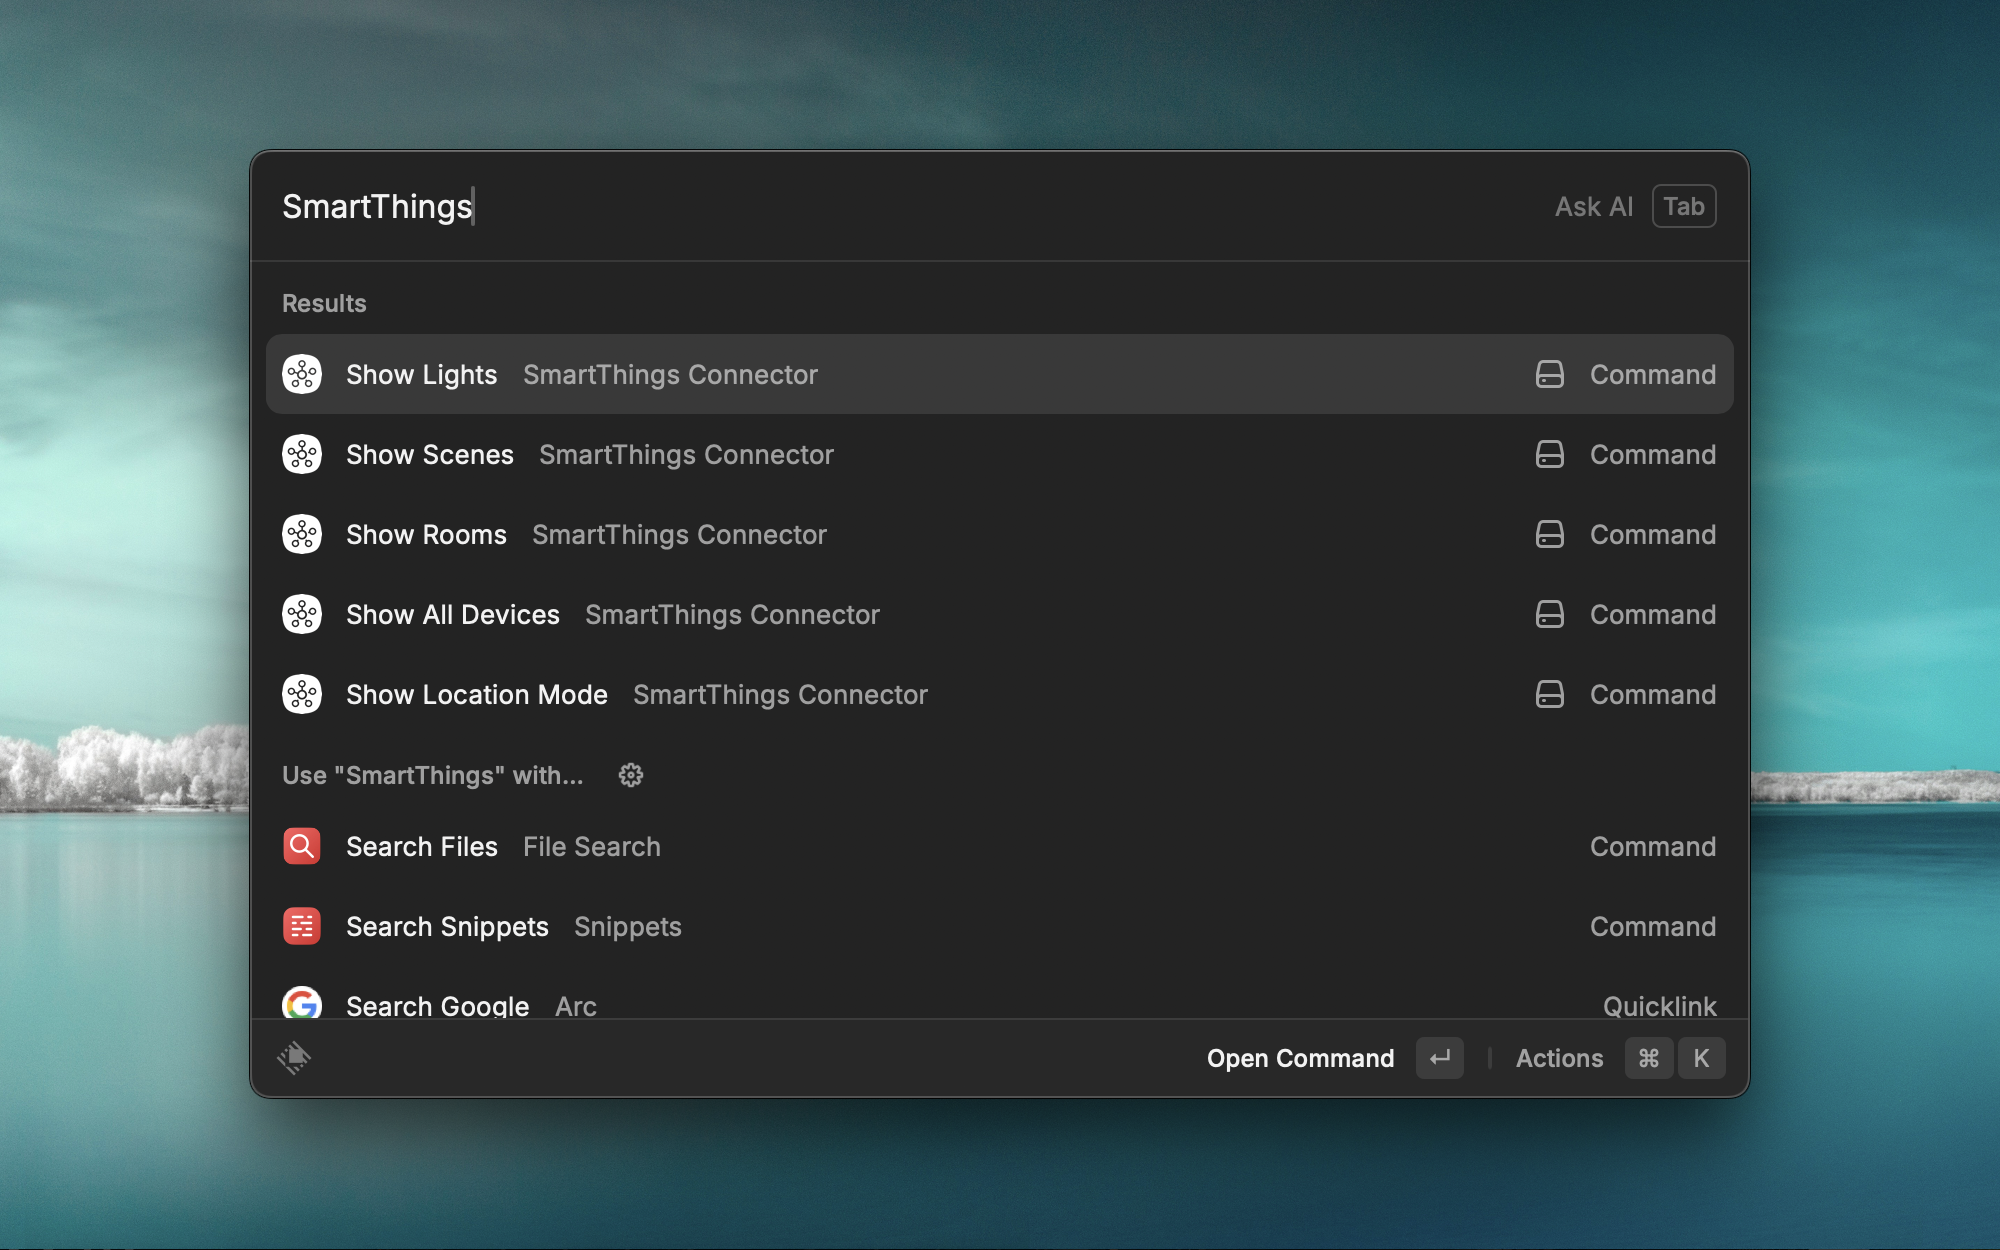 SmartThings Ask AI Tab
Results
Show Lights SmartThings Connector Command
Show Scenes SmartThings Connector Command
Show Rooms SmartThings Connector Command
Show All Devices SmartThings Connector Command
Show Location Mode SmartThings Connector Command
Use "SmartThings" with...
Search Files File Search Command
Search Snippets Snippets Command
Search Google Arc Quicklink
Open Command ↵ Actions ⌘ K